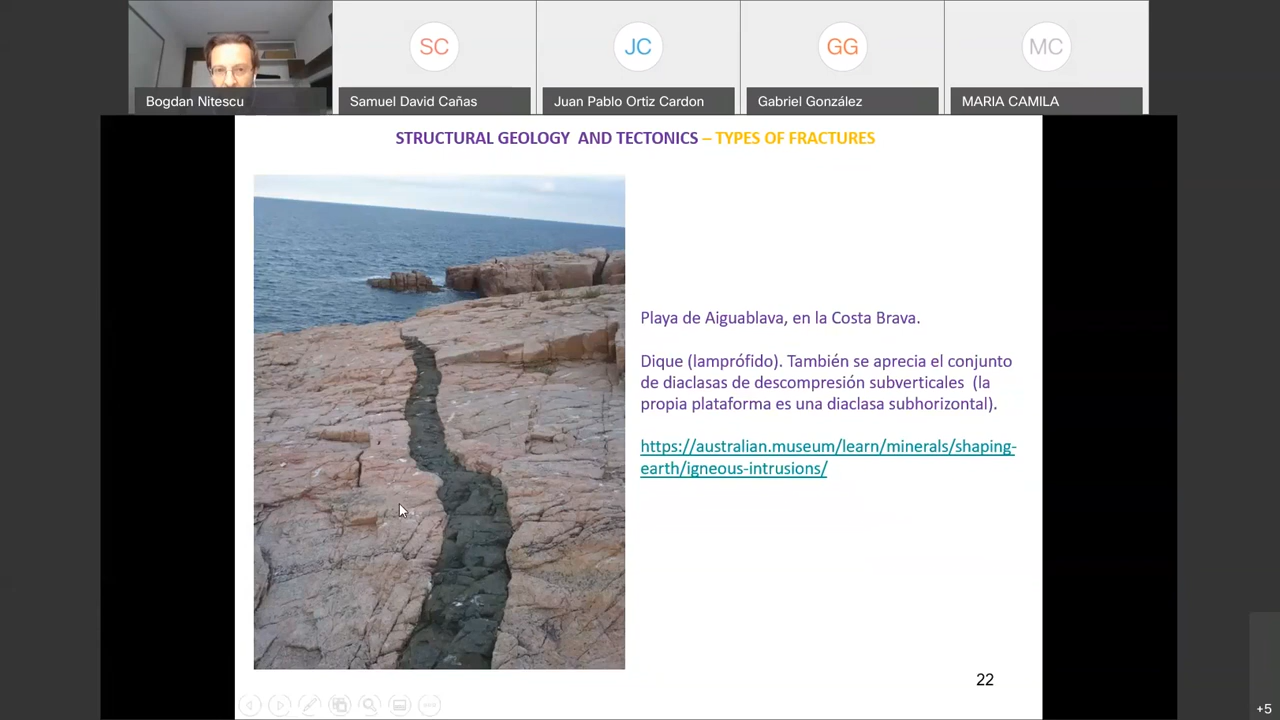 SC
JC
GG
MC
Bogdan Nitescu
Samuel David Cañas
Juan Pablo Ortiz Cardon
Gabriel González
MARIA CAMILA
STRUCTURAL GEOLOGY AND TECTONICS – TYPES OF FRACTURES
Playa de Aiguablava, en la Costa Brava.
Dique (lamprófido). También se aprecia el conjunto
de diaclasas de descompresión subverticales (la
propia plataforma es una diaclasa subhorizontal).
https://australian.museum/learn/minerals/shaping-
earth/igneous-intrusions/
22
+5